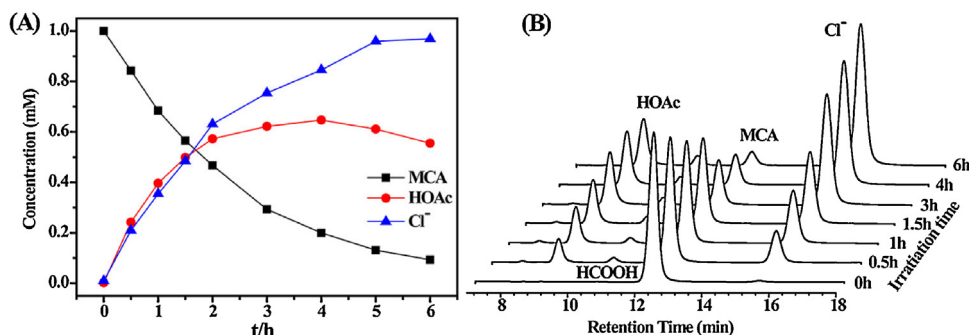 (A)
Concentration (mM)
1.0
0.8
0.6
0.4
0.2
0.0
MCA
HOAc
Cl⁻
0 1 2 3 4 5 6
t/h
(B)
Cl⁻
HOAc
MCA
HCOOH
6h
4h
3h
1.5h
1h
0.5h
0h
Irratiation time
8 10 12 14 16 18
Retention Time (min)